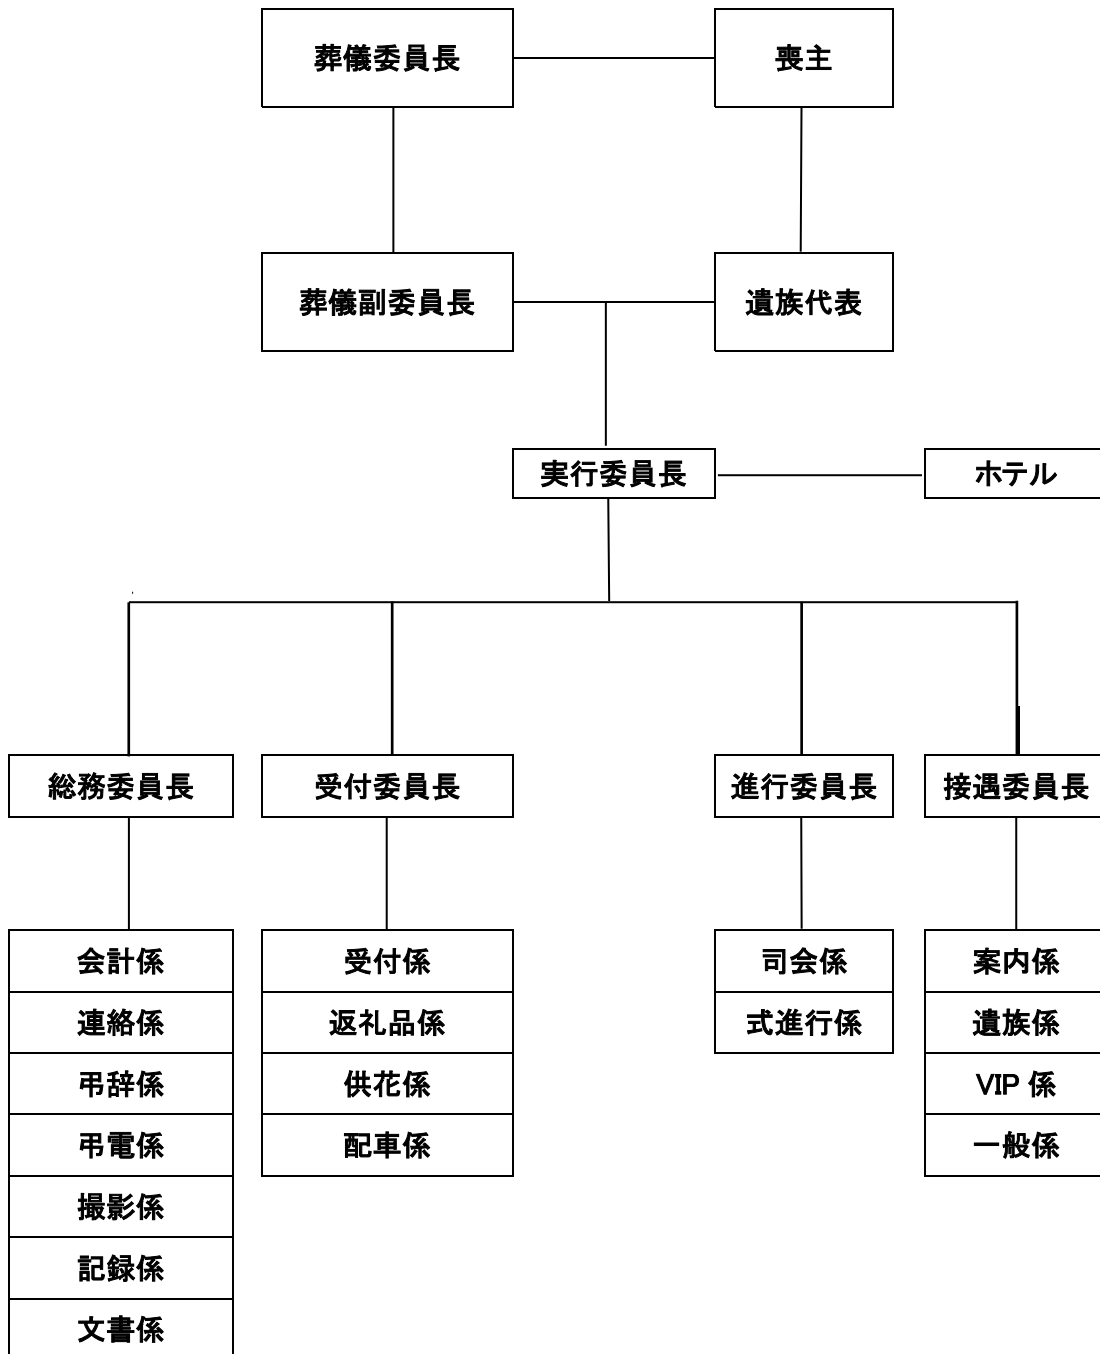 葬儀委員長
喪主
葬儀副委員長
遺族代表
実行委員長
ホテル
総務委員長
受付委員長
進行委員長
接遇委員長
会計係
連絡係
弔辞係
弔電係
撮影係
記録係
文書係
受付係
返礼品係
供花係
配車係
司会係
式進行係
案内係
遺族係
VIP 係
一般係